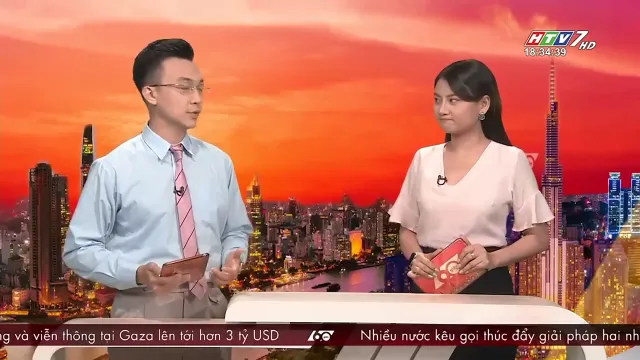 HTV7 HD
18:34:39
ng và viễn thông tại Gaza lên tới hơn 3 tỷ USD 60 Nhiều nước kêu gọi thúc đẩy giải pháp hai nh